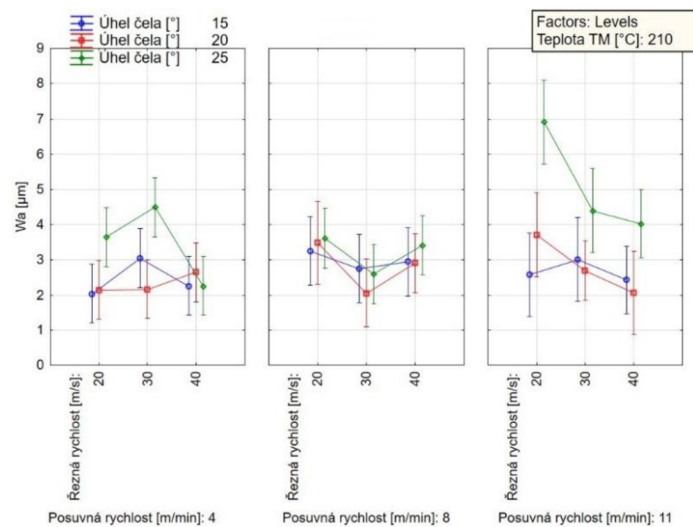 Úhel čela [°] 15
Úhel čela [°] 20
Úhel čela [°] 25
Factors: Levels
Teplota TM [°C]: 210
Wa [µm]
9
8
7
6
5
4
3
2
1
0
Řezná rychlost [m/s]: 20 30 40
Řezná rychlost [m/s]: 20 30 40
Řezná rychlost [m/s]: 20 30 40
Posuvná rychlost [m/min]: 4
Posuvná rychlost [m/min]: 8
Posuvná rychlost [m/min]: 11